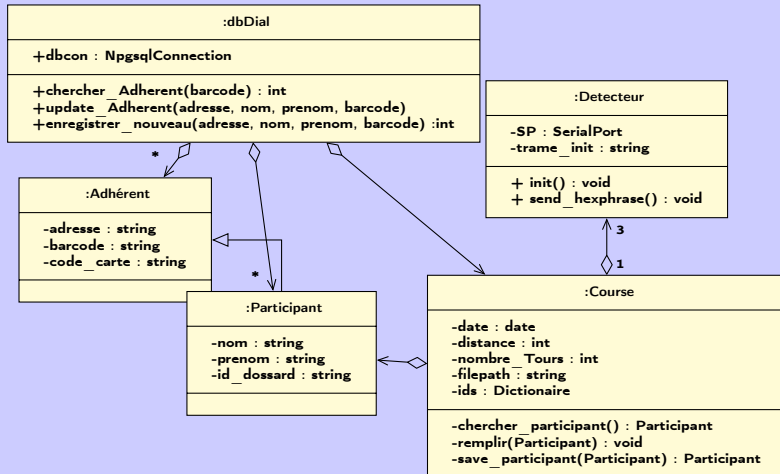 :dbDial
+dbcon : NpgsqlConnection
+chercher_Adherent(barcode) : int
+update_Adherent(adresse, nom, prenom, barcode)
+enregistrer_nouveau(adresse, nom, prenom, barcode) :int
:Detecteur
-SP : SerialPort
-trame_init : string
+ init() : void
+ send_hexphrase() : void
*
:Adhérent
-adresse : string
-barcode : string
-code_carte : string
3
*
1
:Participant
-nom : string
-prenom : string
-id_dossard : string
:Course
-date : date
-distance : int
-nombre_Tours : int
-filepath : string
-ids : Dictionaire
-chercher_participant() : Participant
-remplir(Participant) : void
-save_participant(Participant) : Participant